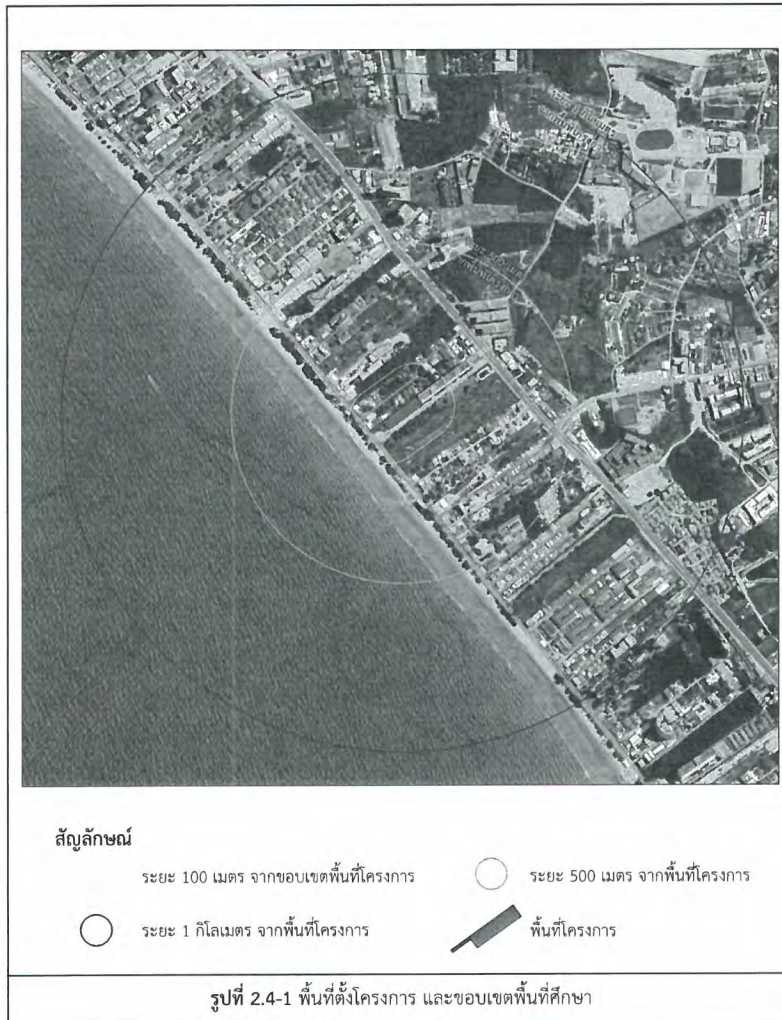 สัญลักษณ์
ระยะ 100 เมตร จากขอบเขตพื้นที่โครงการ
ระยะ 500 เมตร จากพื้นที่โครงการ
ระยะ 1 กิโลเมตร จากพื้นที่โครงการ
พื้นที่โครงการ
รูปที่ 2.4-1 พื้นที่ตั้งโครงการ และขอบเขตพื้นที่ศึกษา